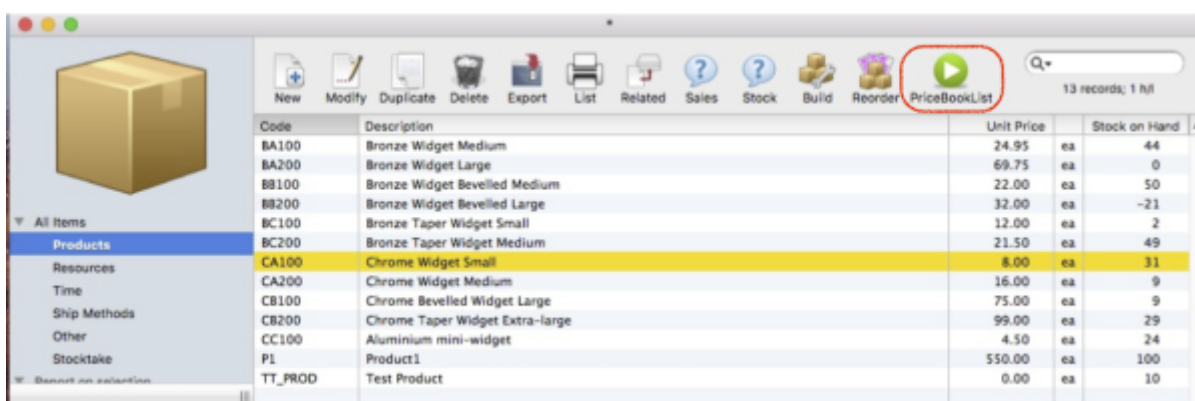 New Modify Duplicate Delete Export List Related Sales Stock Build Reorder PriceBookList
13 records; 1 h/l
Code Description Unit Price Stock on Hand
BA100 Bronze Widget Medium 24.95 ea 44
BA200 Bronze Widget Large 69.75 ea 0
BB100 Bronze Widget Bevelled Medium 22.00 ea 50
BB200 Bronze Widget Bevelled Large 32.00 ea -21
BC100 Bronze Taper Widget Small 12.00 ea 2
BC200 Bronze Taper Widget Medium 21.50 ea 49
CA100 Chrome Widget Small 8.00 ea 31
CA200 Chrome Widget Medium 16.00 ea 9
CB100 Chrome Bevelled Widget Large 75.00 ea 9
CB200 Chrome Taper Widget Extra-large 99.00 ea 29
CC100 Aluminium mini-widget 4.50 ea 24
P1 Product1 550.00 ea 100
TT_PROD Test Product 0.00 ea 10
All Items
Products
Resources
Time
Ship Methods
Other
Stocktake
Report on selection